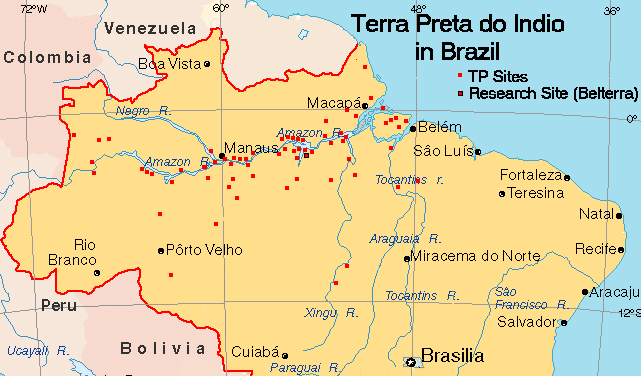 72°W
60°
48°
36°
Venezuela
Terra Preta do Indio
in Brazil
Colombia
Boa Vista
TP Sites
Research Site (Belterra)
Negro R.
Macapá
0°
Amazon R.
Belém
Manaus
São Luís
Amazon R.
Tocantins r.
Fortaleza
Teresina
Natal
Araguaia R.
Rio
Branco
Pôrto Velho
Recife
Miracema do Norte
Tocantins R.
São
Francisco R.
Aracaju
Peru
Xingu R.
12°S
Salvador
Ucayali R.
Bolivia
Cuiabá
Brasilia
Paraguai R.